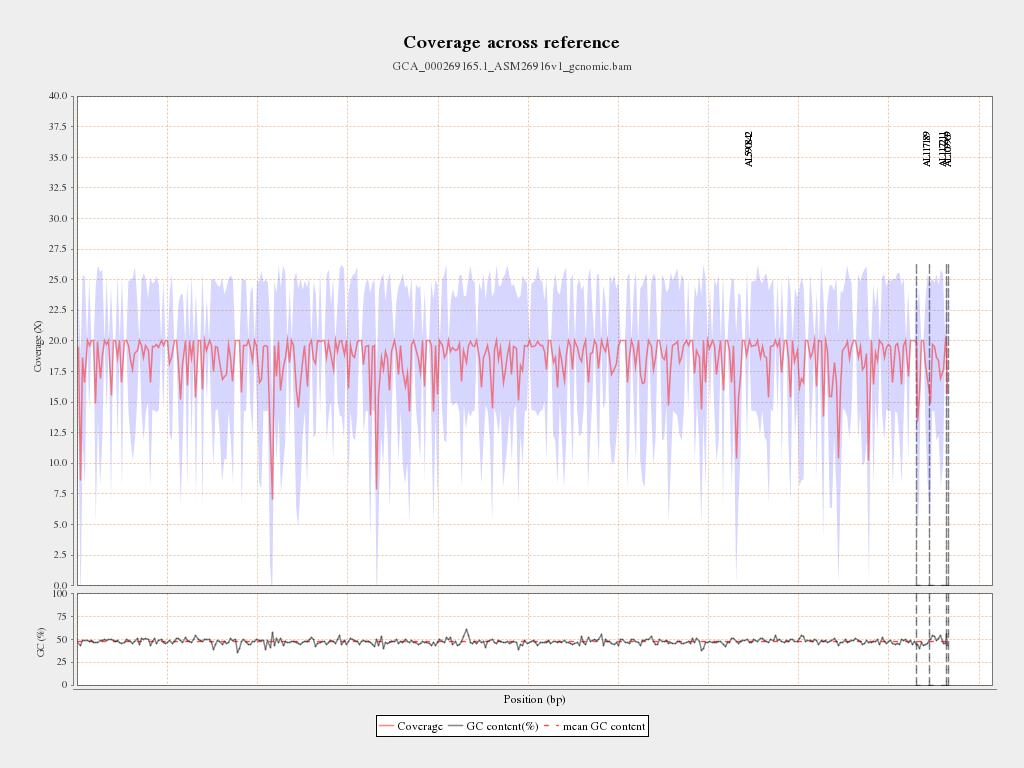 Coverage across reference
GCA_000269165.1_ASM26916v1_genomic.bam
40.0
37.5
35.0
32.5
30.0
27.5
25.0
22.5
20.0
17.5
15.0
12.5
10.0
7.5
5.0
2.5
0.0
Coverage (X)
AL590842
AL117189
AL117211
AL109969
100
75
50
25
0
GC (%)
Position (bp)
Coverage GC content(%) mean GC content